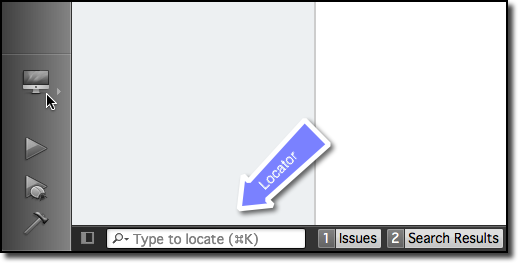 Locator
Type to locate (⌘K)
1 Issues 2 Search Results